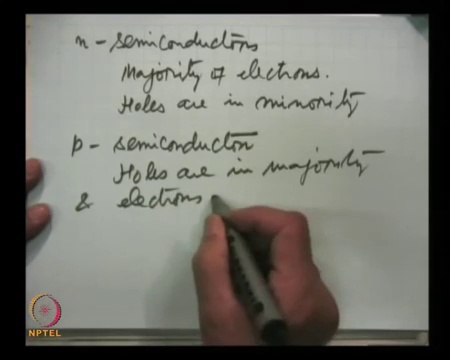 n - semiconductors
Majority of electrons.
Holes are in minority
p - semiconductor
Holes are in majority
& electrons
NPTEL